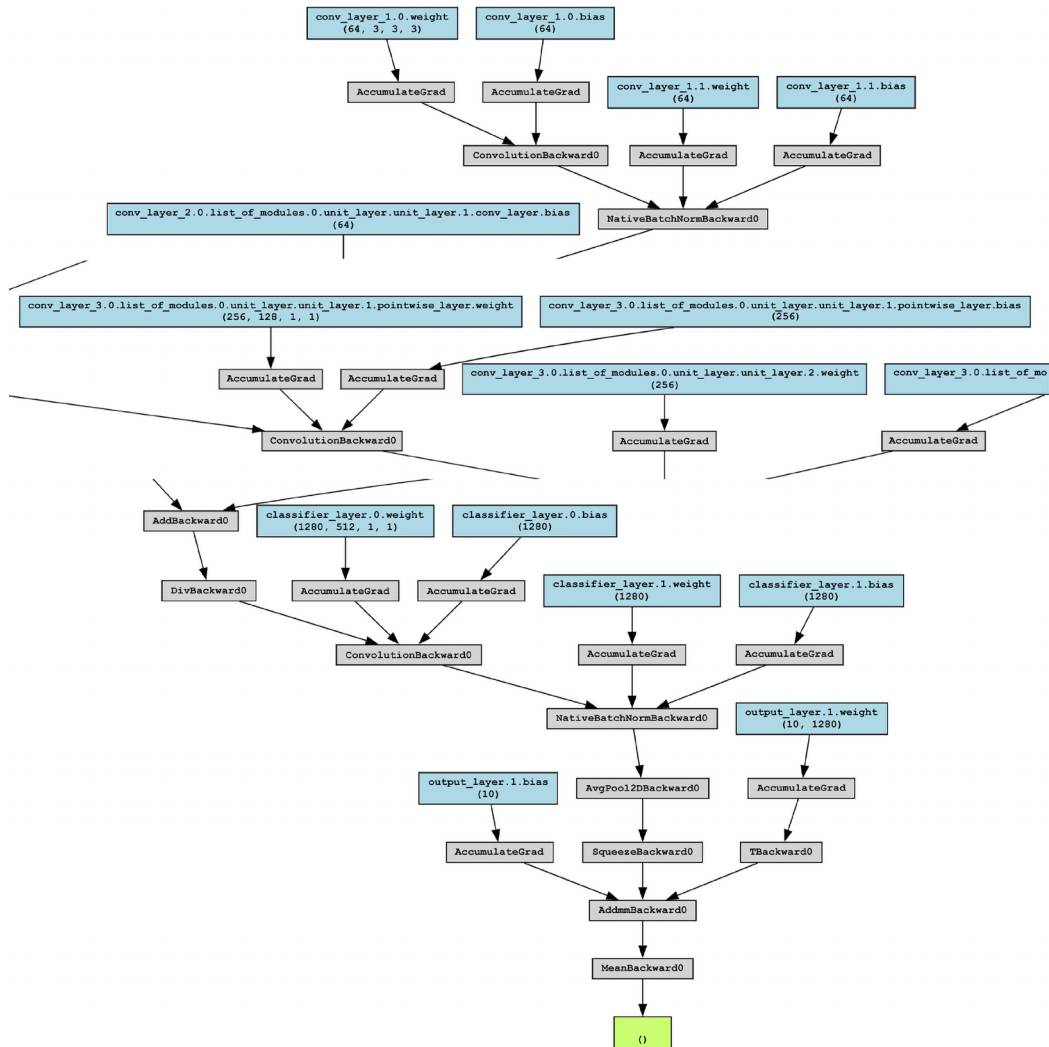 conv_layer_1.0.weight
(64, 3, 3, 3)
conv_layer_1.0.bias
(64)
AccumulateGrad
AccumulateGrad
conv_layer_1.1.weight
(64)
conv_layer_1.1.bias
(64)
ConvolutionBackward0
AccumulateGrad
AccumulateGrad
conv_layer_2.0.list_of_modules.0.unit_layer.unit_layer.1.conv_layer.bias
(64)
NativeBatchNormBackward0
conv_layer_3.0.list_of_modules.0.unit_layer.unit_layer.1.pointwise_layer.weight
(256, 128, 1, 1)
conv_layer_3.0.list_of_modules.0.unit_layer.unit_layer.1.pointwise_layer.bias
(256)
AccumulateGrad
AccumulateGrad
conv_layer_3.0.list_of_modules.0.unit_layer.unit_layer.2.weight
(256)
conv_layer_3.0.list_of_mo
ConvolutionBackward0
AccumulateGrad
AccumulateGrad
AddBackward0
classifier_layer.0.weight
(1280, 512, 1, 1)
classifier_layer.0.bias
(1280)
DivBackward0
AccumulateGrad
AccumulateGrad
classifier_layer.1.weight
(1280)
classifier_layer.1.bias
(1280)
ConvolutionBackward0
AccumulateGrad
AccumulateGrad
NativeBatchNormBackward0
output_layer.1.weight
(10, 1280)
output_layer.1.bias
(10)
AvgPool2DBackward0
AccumulateGrad
AccumulateGrad
SqueezeBackward0
TBackward0
AddmmBackward0
MeanBackward0
()